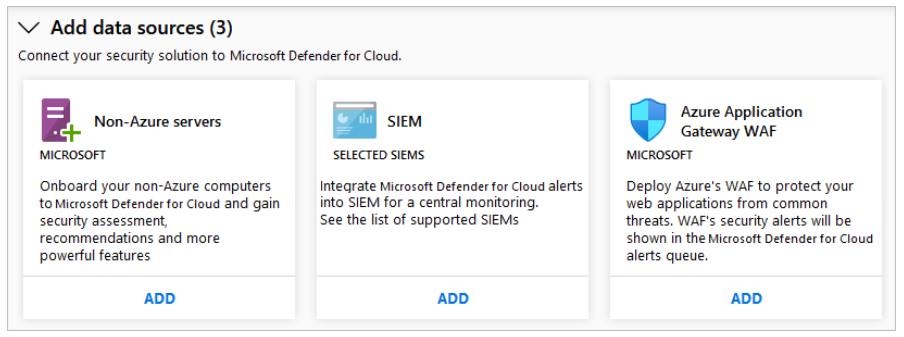 Add data sources (3)
Connect your security solution to Microsoft Defender for Cloud.
Non-Azure servers
MICROSOFT
Onboard your non-Azure computers
to Microsoft Defender for Cloud and gain
security assessment,
recommendations and more
powerful features
ADD
SIEM
SELECTED SIEMS
Integrate Microsoft Defender for Cloud alerts
into SIEM for a central monitoring.
See the list of supported SIEMs
ADD
Azure Application
Gateway WAF
MICROSOFT
Deploy Azure's WAF to protect your
web applications from common
threats. WAF's security alerts will be
shown in the Microsoft Defender for Cloud
alerts queue.
ADD